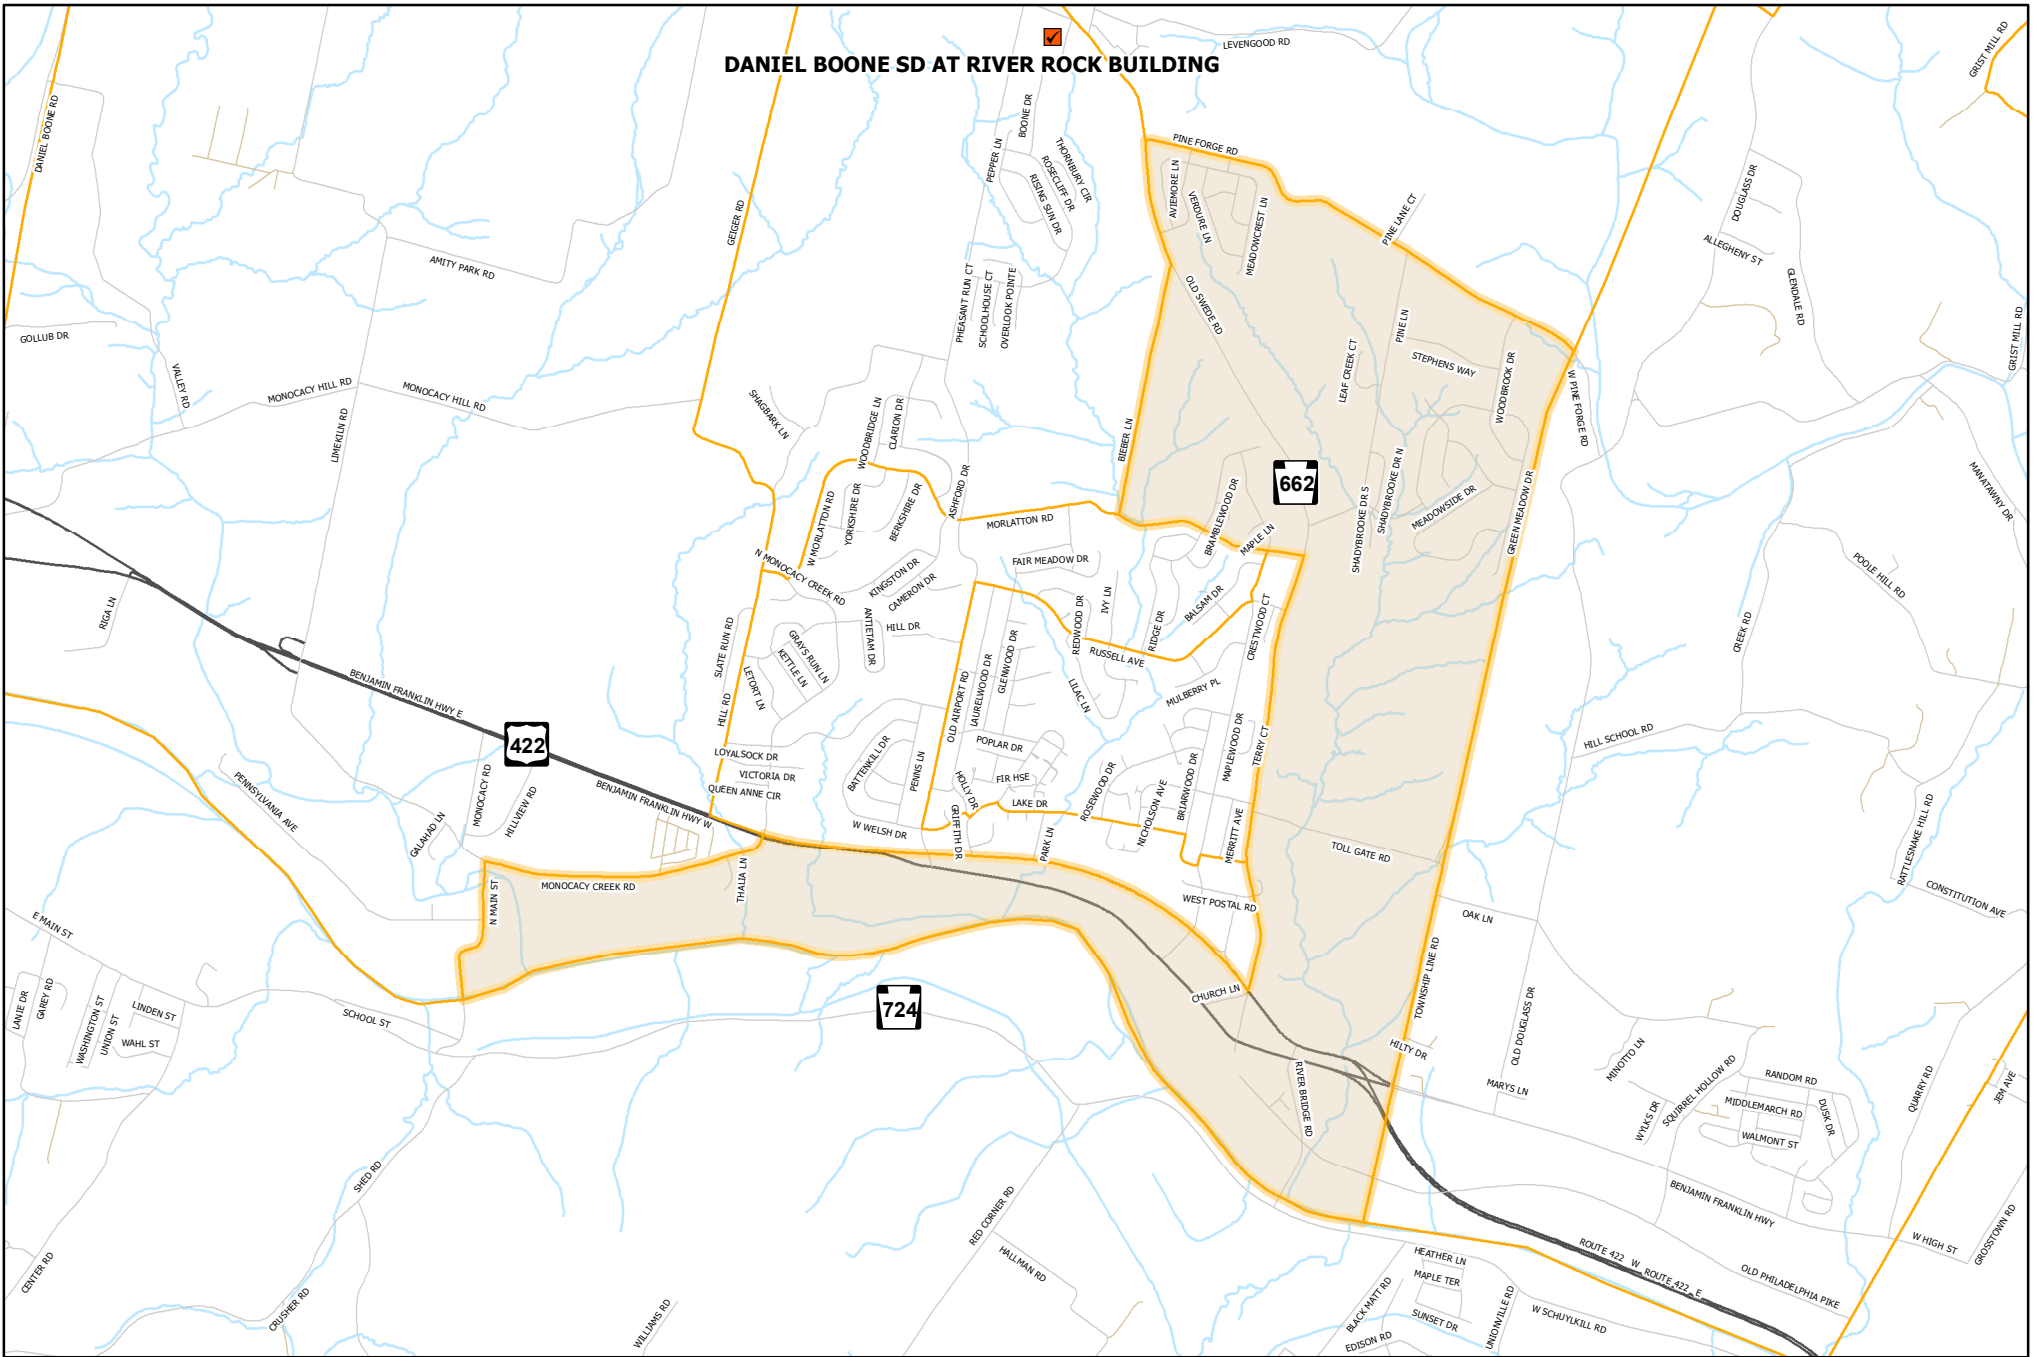 LEVENGOOD RD
DANIEL BOONE SD AT RIVER ROCK BUILDING
GRIST MILL RD
DANIEL BOONE RD
BOONE DR
PEPPER LN
THORNBURY CIR
ROSECLIFF DR
RISING SUN DR
PINE FORGE RD
AVIEMORE LN
VERDURE LN
MEADOWCREST LN
PINE LANE CT
DOUGLASS DR
ALLEGHENY ST
GLENDALE RD
GEIGER RD
AMITY PARK RD
PHEASANT RUN CT
SCHOOLHOUSE CT
OVERLOOK POINTE
OLD SWEDE RD
GOLLUB DR
VALLEY RD
MONOCACY HILL RD
MONOCACY HILL RD
LIMEKILN RD
SHAGBARK LN
WOODBRIDGE LN
CLARION DR
BIEBER LN
LEAF CREEK CT
PINE LN
STEPHENS WAY
WOODBROOK DR
W PINE FORGE RD
GRIST MILL RD
MANATAWNY DR
662
W MORLATTON RD
YORKSHIRE DR
BERKSHIRE DR
ASHFORD DR
MORLATTON RD
BRAMBLEWOOD DR
MAPLE LN
SHADYBROOKE DR S
SHADYBROOKE DR N
MEADOWSIDE DR
GREEN MEADOW DR
N MONOCACY CREEK RD
KINGSTON DR
CAMERON DR
FAIR MEADOW DR
POOLE HILL RD
RIGA LN
SLATE RUN RD
GRAYS RUN LN
KETTLE LN
LETORT LN
ANTIETAM DR
HILL DR
REDWOOD DR
IVY LN
RIDGE DR
BALSAM DR
CRESTWOOD CT
RUSSELL AVE
CREEK RD
HILL RD
OLD AIRPORT RD
LAURELWOOD DR
GLENWOOD DR
LILAC LN
MULBERRY PL
BENJAMIN FRANKLIN HWY E
422
LOYALSOCK DR
VICTORIA DR
QUEEN ANNE CIR
BATTENKILL DR
PENNS LN
POPLAR DR
FIR HSE
HOLLY DR
LAKE DR
GRIFFITH DR
ROSEWOOD DR
NICHOLSON AVE
BRIARWOOD DR
MAPLEWOOD DR
TERRY CT
MERRITT AVE
HILL SCHOOL RD
PENNSYLVANIA AVE
GALAHAD LN
MONOCACY RD
HILLVIEW RD
BENJAMIN FRANKLIN HWY W
W WELSH DR
PARK LN
TOLL GATE RD
RATTLESNAKE HILL RD
CONSTITUTION AVE
N MAIN ST
MONOCACY CREEK RD
THALIA LN
WEST POSTAL RD
OAK LN
E MAIN ST
LANIE DR
GAREY RD
WASHINGTON ST
UNION ST
LINDEN ST
WAHL ST
SCHOOL ST
724
CHURCH LN
TOWNSHIP LINE RD
OLD DOUGLASS DR
HILTY DR
MARYS LN
RIVER BRIDGE RD
MINOTTO LN
WYLKS DR
SQUIRREL HOLLOW RD
RANDOM RD
MIDDLEMARCH RD
WALMONT ST
DUSK DR
QUARRY RD
JEM AVE
SHED RD
CENTER RD
CRUSHER RD
WILLIAMS RD
RED CORNER RD
HALLMAN RD
BENJAMIN FRANKLIN HWY
W HIGH ST
GROSSTOWN RD
ROUTE 422 W
ROUTE 422 E
OLD PHILADELPHIA PIKE
HEATHER LN
MAPLE TER
BLACK MATT RD
SUNSET DR
EDISON RD
UNIONVILLE RD
W SCHUYLKILL RD